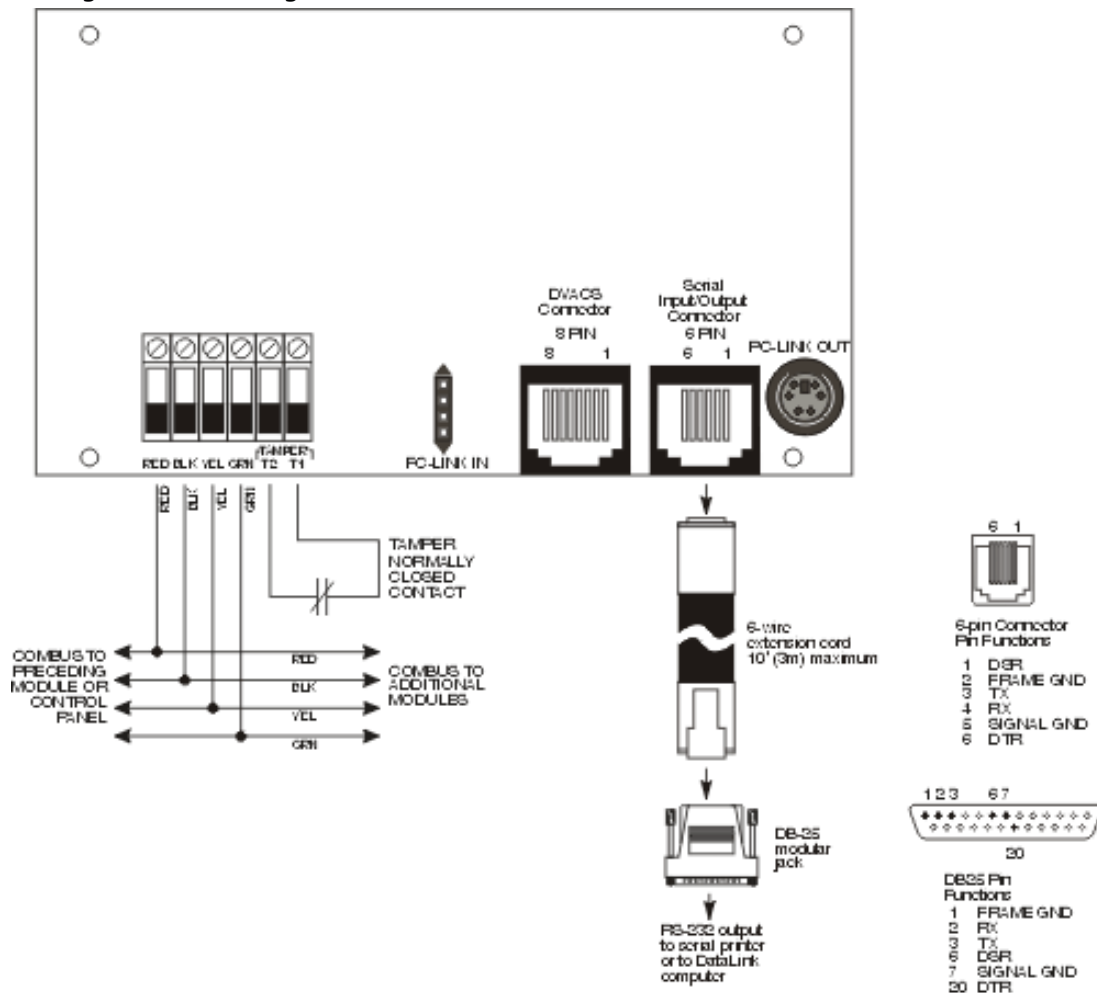 DVACS
Connector
8 PIN
8 1
Serial
Input/Output
Connector
6 PIN
6 1
PC-LINK OUT
PC-LINK IN
RED BLK YEL GRN T2 T1
TAMPER
RED
BLK
YEL
GRN
TAMPER
NORMALLY
CLOSED
CONTACT
COMBUS TO
PRECEDING
MODULE OR
CONTROL
PANEL
RED
BLK
YEL
GRN
COMBUS TO
ADDITIONAL
MODULES
6-wire
extension cord
10' (3m) maximum
DB-25
modular
jack
RS-232 output
to serial printer
or to DataLink
computer
6 1
6-pin Connector
Pin Functions
1 DSR
2 FRAME GND
3 TX
4 RX
5 SIGNAL GND
6 DTR
1 2 3 6 7
20
DB25 Pin
Functions
1 FRAME GND
2 RX
3 TX
6 DSR
7 SIGNAL GND
20 DTR